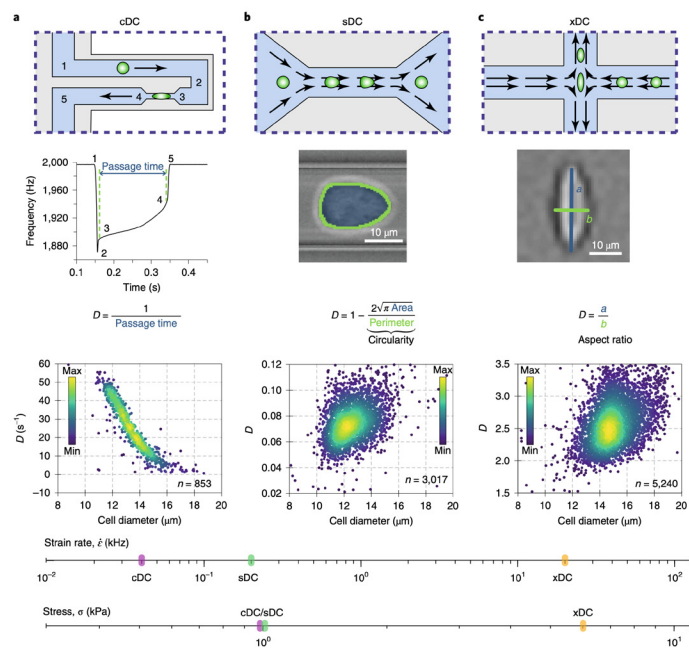 a cDC
b sDC
c xDC
1
2
5
4
3
2,000
1,960
1,920
1,880
Frequency (Hz)
1
5
Passage time
4
3
2
0.1 0.2 0.3 0.4
Time (s)
10 μm
a
b
10 μm
D = 1 / Passage time
D = 1 − 2√π Area / Perimeter
Circularity
D = a / b
Aspect ratio
60
50
40
30
20
10
0
−10
D (s⁻¹)
Max
Min
n = 853
8 10 12 14 16 18 20
Cell diameter (μm)
0.12
0.10
0.08
0.06
0.04
0.02
D
Max
Min
n = 3,017
8 10 12 14 16 18 20
Cell diameter (μm)
3.5
3.0
2.5
2.0
1.5
D
Max
Min
n = 5,240
8 10 12 14 16 18 20
Cell diameter (μm)
Strain rate, ε̇ (kHz)
10⁻² cDC 10⁻¹ sDC 10⁰ 10¹ xDC 10²
Stress, σ (kPa)
cDC/sDC xDC
10⁰ 10¹